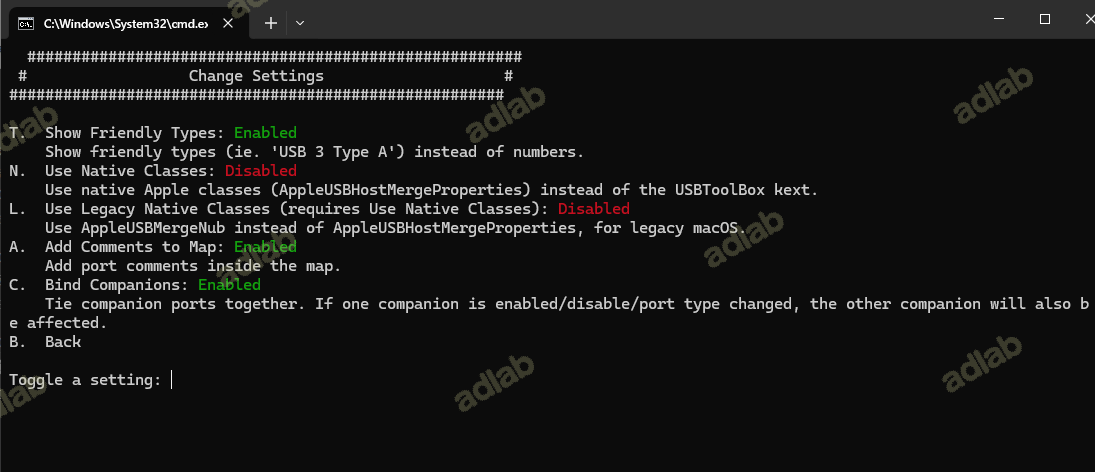 C:\Windows\System32\cmd.ex
#######################################################
# Change Settings #
#######################################################
T. Show Friendly Types: Enabled
Show friendly types (ie. 'USB 3 Type A') instead of numbers.
N. Use Native Classes: Disabled
Use native Apple classes (AppleUSBHostMergeProperties) instead of the USBToolBox kext.
L. Use Legacy Native Classes (requires Use Native Classes): Disabled
Use AppleUSBMergeNub instead of AppleUSBHostMergeProperties, for legacy macOS.
A. Add Comments to Map: Enabled
Add port comments inside the map.
C. Bind Companions: Enabled
Tie companion ports together. If one companion is enabled/disable/port type changed, the other companion will also b
e affected.
B. Back
Toggle a setting:
adlab
adlab
adlab
adlab
adlab
adlab
adlab
adlab